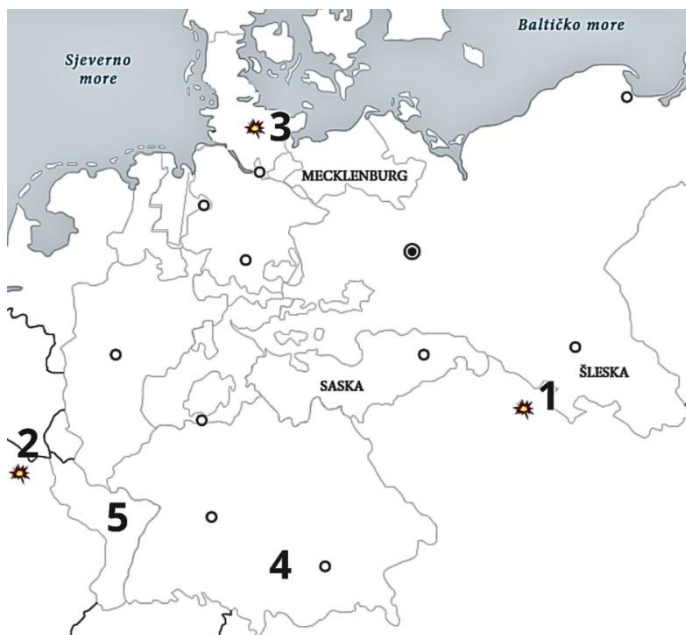 Baltičko more
Sjeverno
more
3
MECKLENBURG
ŠLESKA
SASKA
1
2
5
4